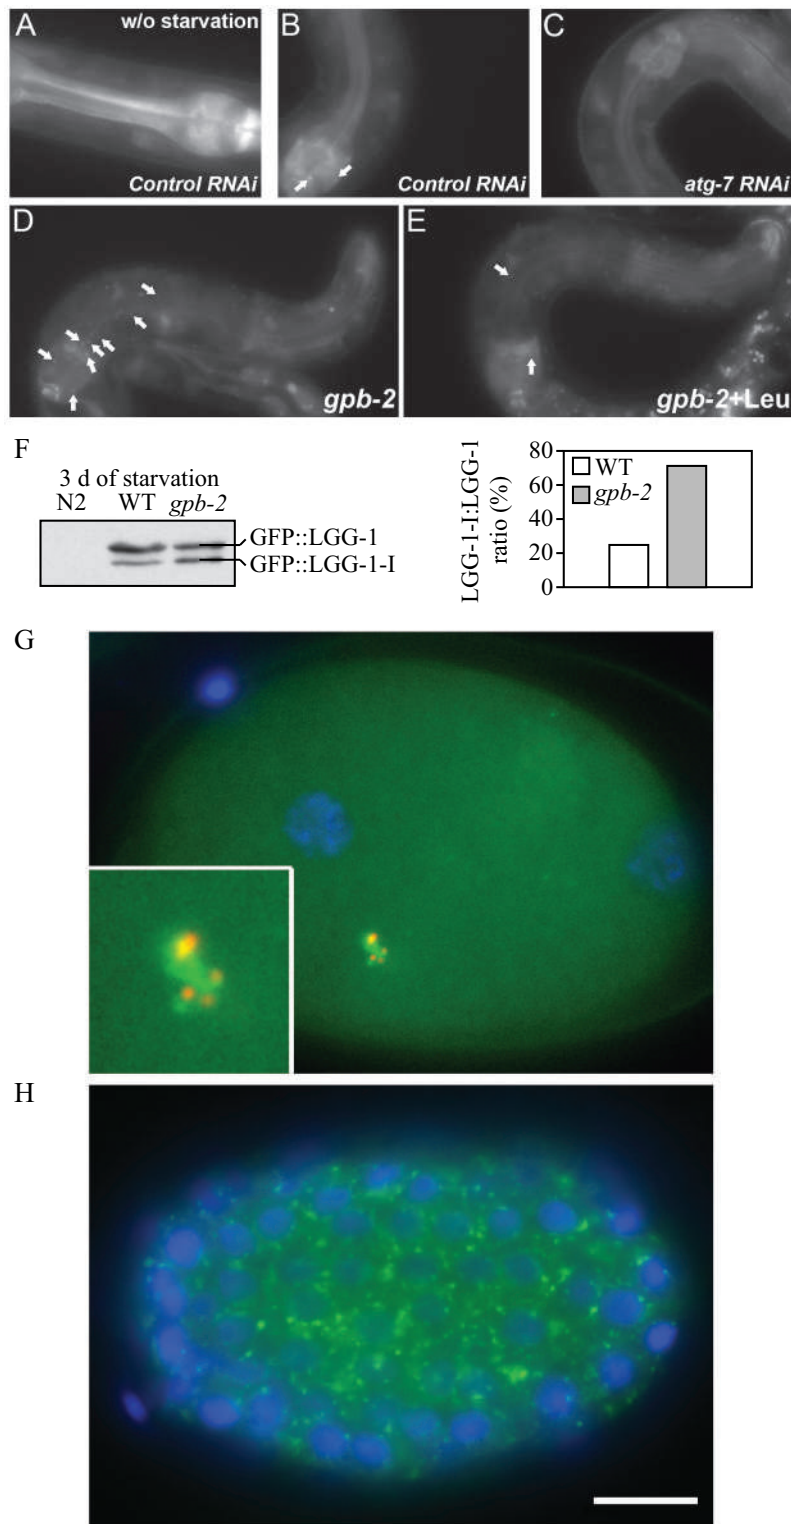 A
w/o starvation
Control RNAi
B
Control RNAi
C
atg-7 RNAi
D
gpb-2
E
gpb-2+Leu
F
3 d of starvation
N2 WT gpb-2
GFP::LGG-1
GFP::LGG-1-I
LGG-1-I:LGG-1
ratio (%)
80
60
40
20
0
WT
gpb-2
G
H